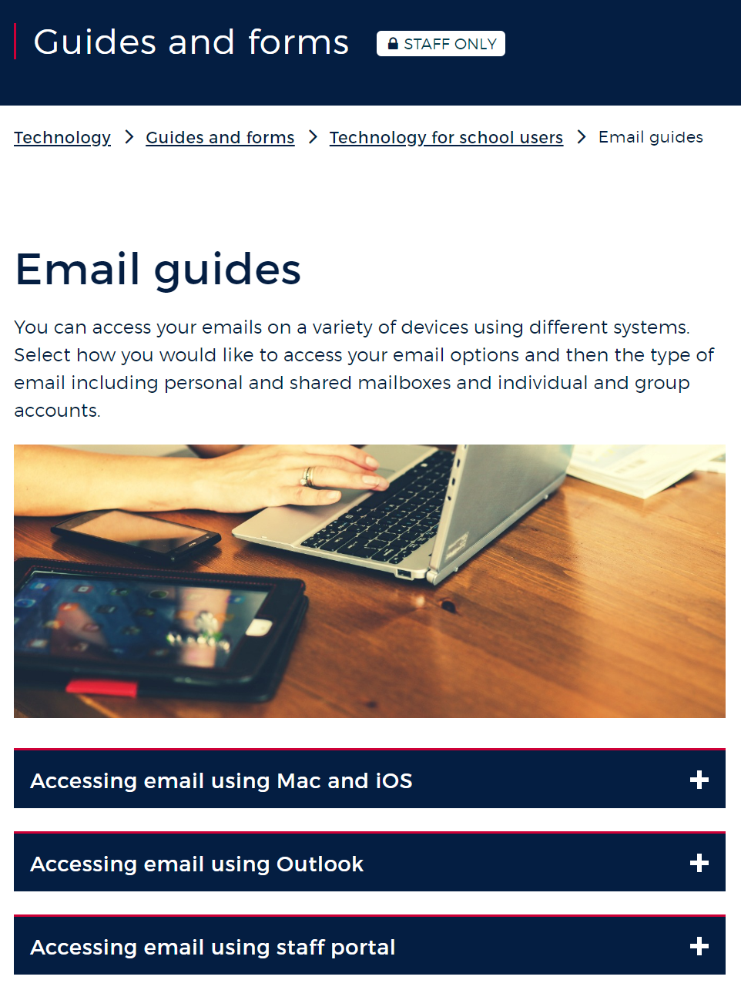 Guides and forms
STAFF ONLY
Technology > Guides and forms > Technology for school users > Email guides
Email guides
You can access your emails on a variety of devices using different systems.
Select how you would like to access your email options and then the type of
email including personal and shared mailboxes and individual and group
accounts.
Accessing email using Mac and iOS
Accessing email using Outlook
Accessing email using staff portal